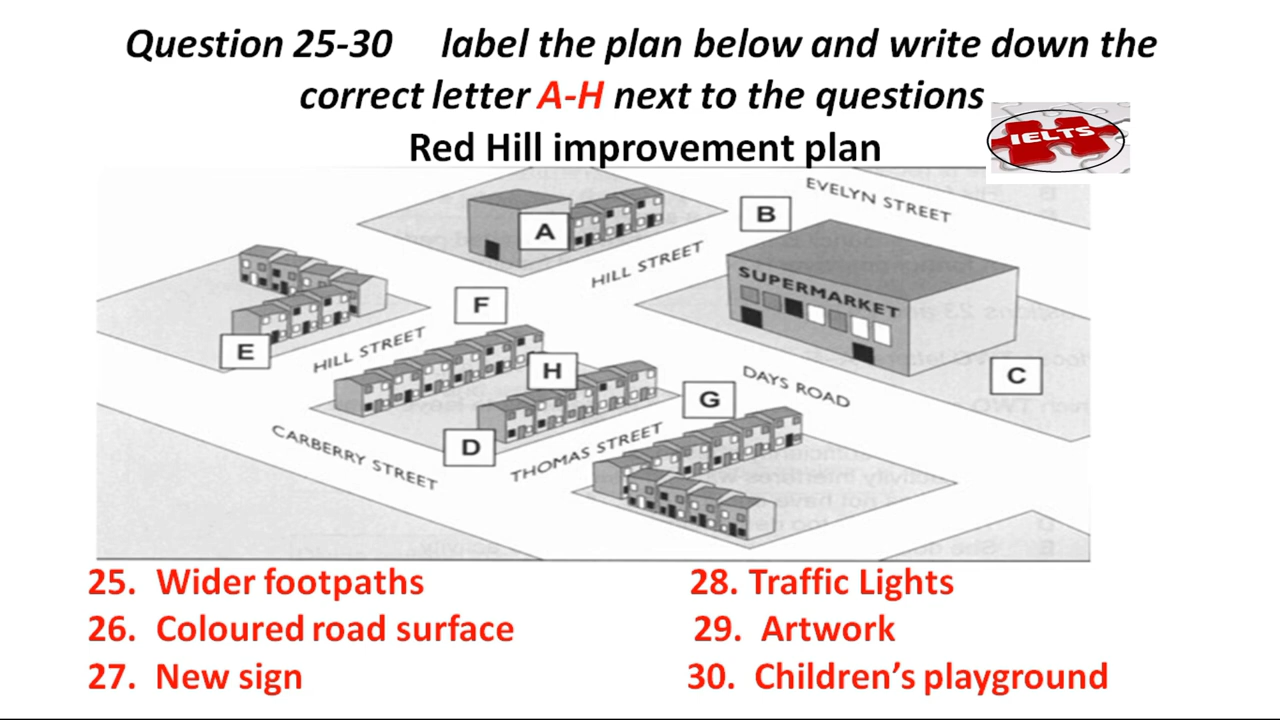 Question 25-30 label the plan below and write down the
correct letter A-H next to the questions
Red Hill improvement plan
IELTS
EVELYN STREET
B
A
HILL STREET
SUPERMARKET
F
E
HILL STREET
H
C
DAYS ROAD
G
D
CARBERRY STREET
THOMAS STREET
25. Wider footpaths
28. Traffic Lights
26. Coloured road surface
29. Artwork
27. New sign
30. Children's playground